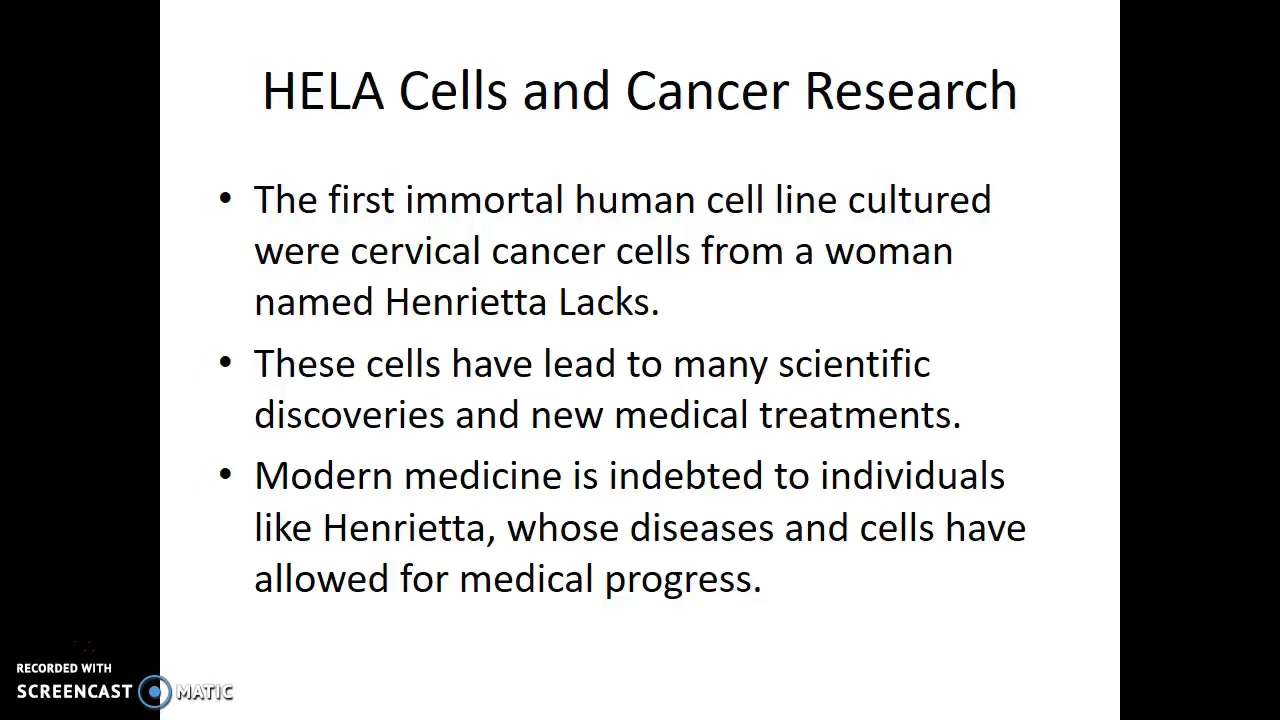 HELA Cells and Cancer Research
• The first immortal human cell line cultured
were cervical cancer cells from a woman
named Henrietta Lacks.
• These cells have lead to many scientific
discoveries and new medical treatments.
• Modern medicine is indebted to individuals
like Henrietta, whose diseases and cells have
allowed for medical progress.
RECORDED WITH
SCREENCAST MATIC